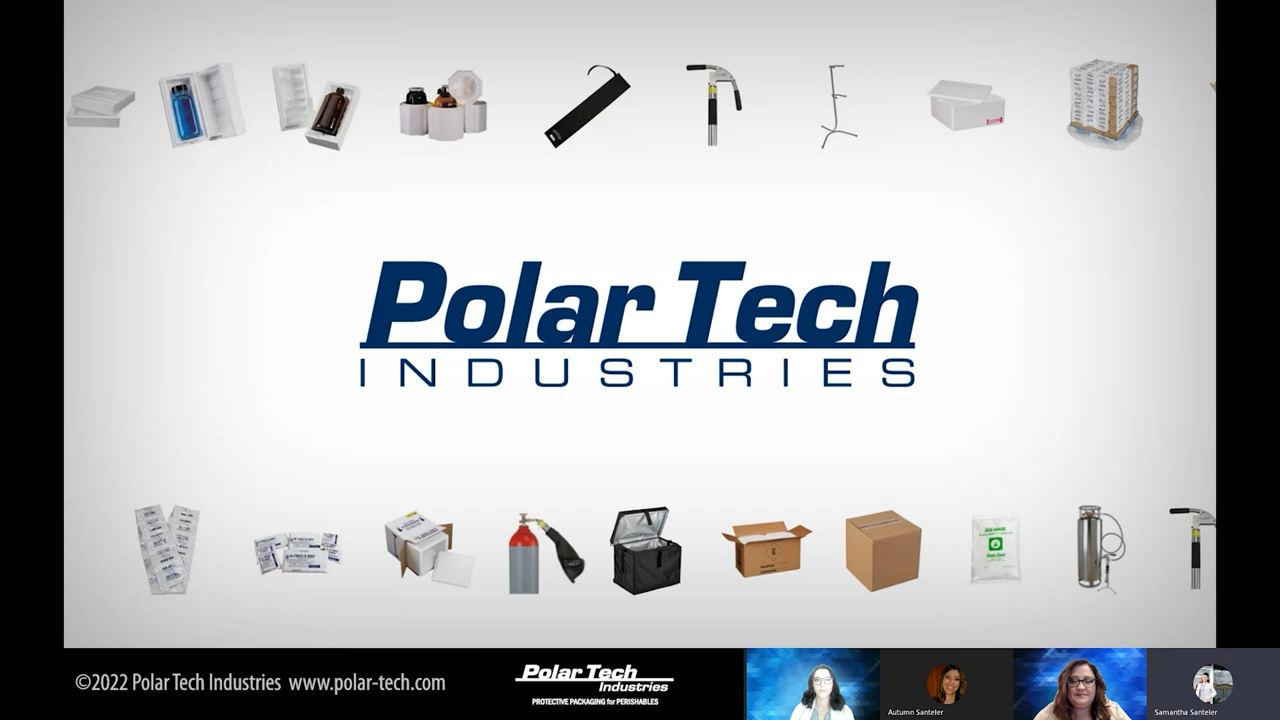 Polar Tech
INDUSTRIES
©2022 Polar Tech Industries www.polar-tech.com
Polar Tech
Industries
PROTECTIVE PACKAGING for PERISHABLES
Autumn Santeler
Samantha Santeler